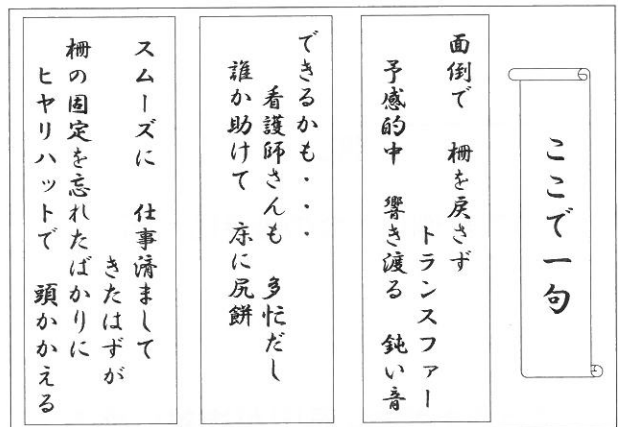 ここで一句
面倒で　柵を戻さず
トランスファー
予感的中　響き渡る　鈍い音
できるかも・・・
看護師さんも　多忙だし
誰か助けて　床に尻餅
スムーズに　仕事済まして
きたはずが
柵の固定を忘れたばかりに
ヒヤリハットで　頭かかえる